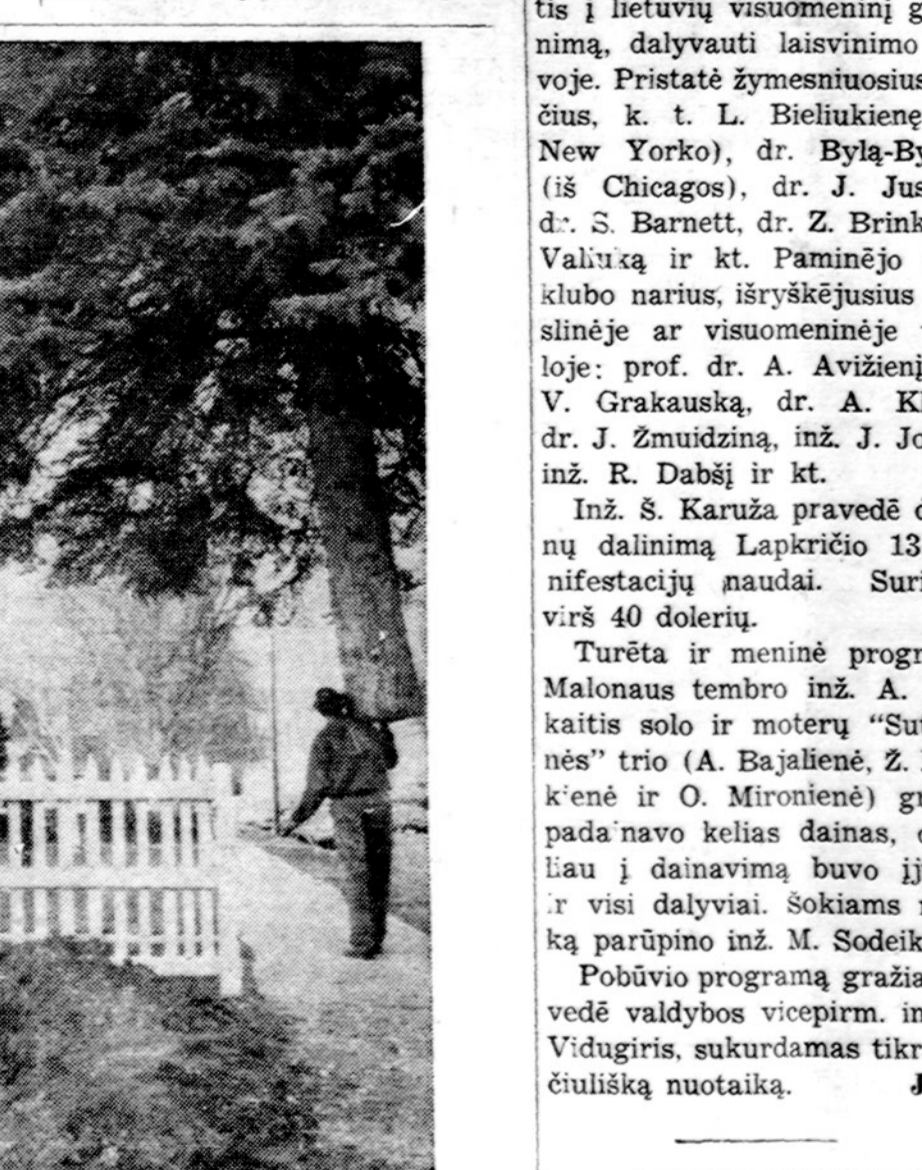 tis į lietuvių visuomeninį g
nimą, dalyvauti laisvinimo
voje. Pristatė žymesniuosius
čius, k. t. L. Bieliukienę
New Yorko), dr. Bylą-By
(iš Chicagos), dr. J. Jus
dr. S. Barnett, dr. Z. Brink
Valiuką ir kt. Paminėjo
klubo narius, išryškėjusius
slinėje ar visuomeninėje
loje: prof. dr. A. Avižienį
V. Grakauską, dr. A. Kl
dr. J. Žmuidziną, inž. J. Jo
inž. R. Dabšį ir kt.
Inž. Š. Karuža pravedė d
nų dalinimą Lapkričio 13
nifestacijų naudai. Suri
virš 40 dolerių.
Turėta ir meninė progr
Malonaus tembro inž. A.
kaitis solo ir moterų “Sut
nės” trio (A. Bajalienė, Ž.
kienė ir O. Mironienė) gr
padainavo kelias dainas,
liau į dainavimą buvo įj
ir visi dalyviai. Šokiams
ką parūpino inž. M. Sodeik
Pobūvio programą gražia
vedė valdybos vicepirm. in
Vidugiris, sukurdamas tikr
čiulišką nuotaiką. J